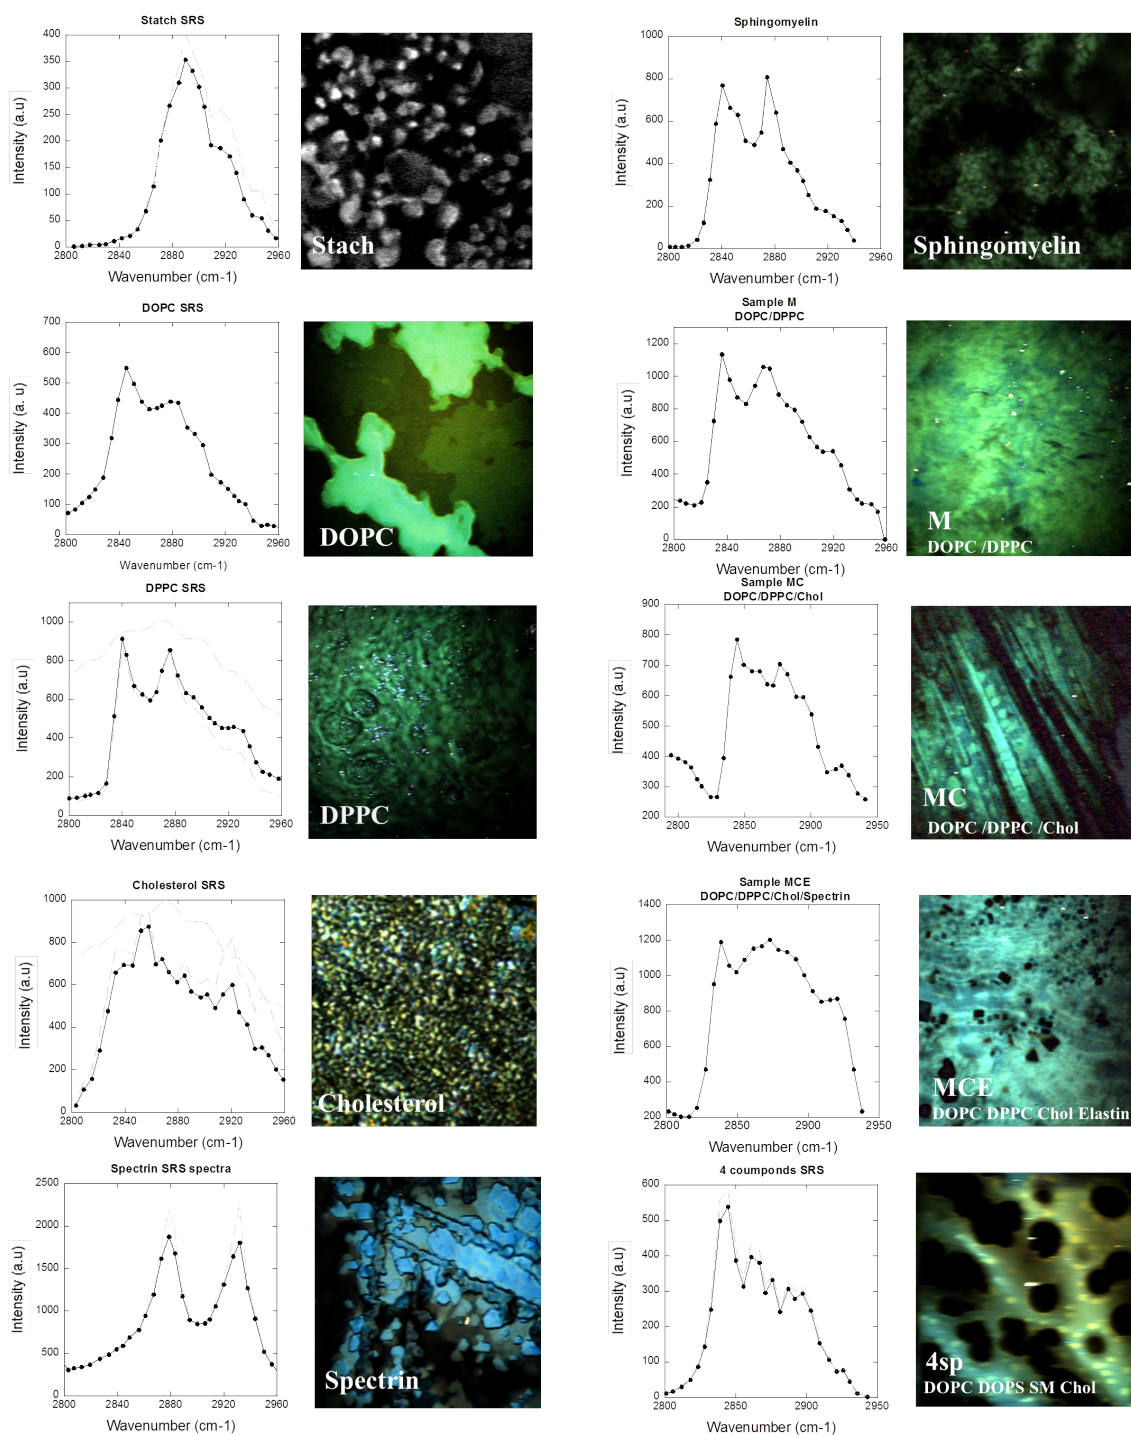 Statch SRS
400
350
300
250
200
150
100
50
0
Intensity (a.u)
2800 2840 2880 2920 2960
Wavenumber (cm-1)
Stach
Sphingomyelin
1000
800
600
400
200
0
Intensity (a.u)
2800 2840 2880 2920 2960
Wavenumber (cm-1)
Sphingomyelin
DOPC SRS
700
600
500
400
300
200
100
0
Intensity (a. u)
2800 2840 2880 2920 2960
Wavenumber (cm-1)
DOPC
Sample M
DOPC/DPPC
1200
1000
800
600
400
200
0
Intensity (a.u)
2800 2840 2880 2920 2960
Wavenumber (cm-1)
M
DOPC /DPPC
DPPC SRS
1000
800
600
400
200
0
Intensity (a.u)
2800 2840 2880 2920 2960
Wavenumber (cm-1)
DPPC
Sample MC
DOPC/DPPC/Chol
900
800
700
600
500
400
300
200
Intensity (a.u)
2800 2850 2900 2950
Wavenumber (cm-1)
MC
DOPC /DPPC /Chol
Cholesterol SRS
1000
800
600
400
200
0
Intensity (a.u)
2800 2840 2880 2920 2960
Wavenumber (cm-1)
Cholesterol
Sample MCE
DOPC/DPPC/Chol/Spectrin
1400
1200
1000
800
600
400
200
Intensity (a.u)
2800 2850 2900 2950
Wavenumber (cm-1)
MCE
DOPC DPPC Chol Elastin
Spectrin SRS spectra
2500
2000
1500
1000
500
0
Intensity (a.u)
2800 2840 2880 2920 2960
Wavenumber (cm-1)
Spectrin
4 coumponds SRS
600
500
400
300
200
100
0
Intensity (a.u)
2800 2850 2900 2950
Wavenumber (cm-1)
4sp
DOPC DOPS SM Chol